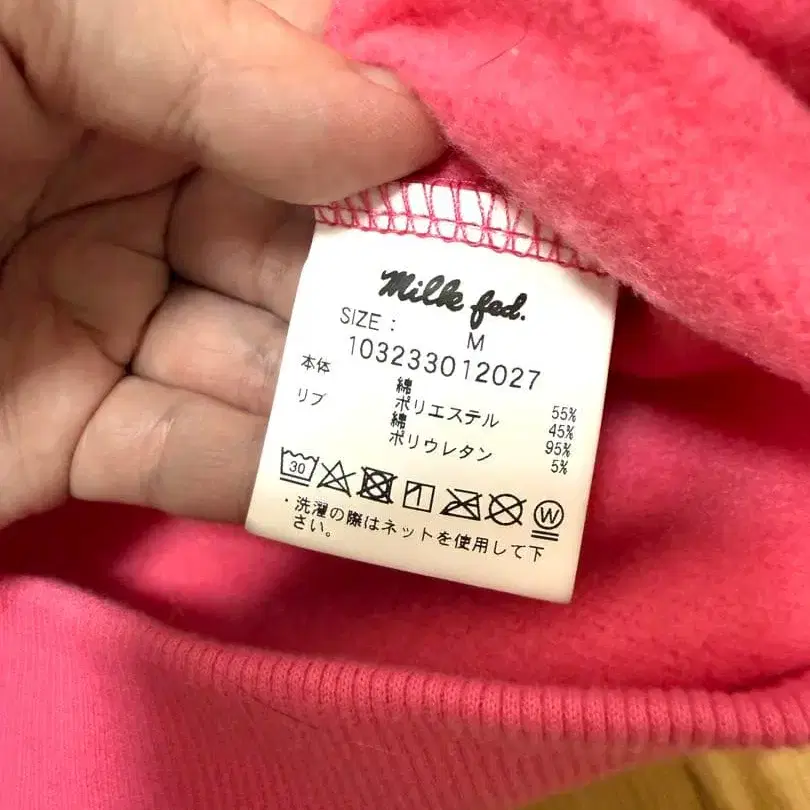 Milk fed.
SIZE : M
103233012027
本体 綿 55%
ポリエステル 45%
リブ 綿 95%
ポリウレタン 5%
30 W
・洗濯の際はネットを使用して下
さい。